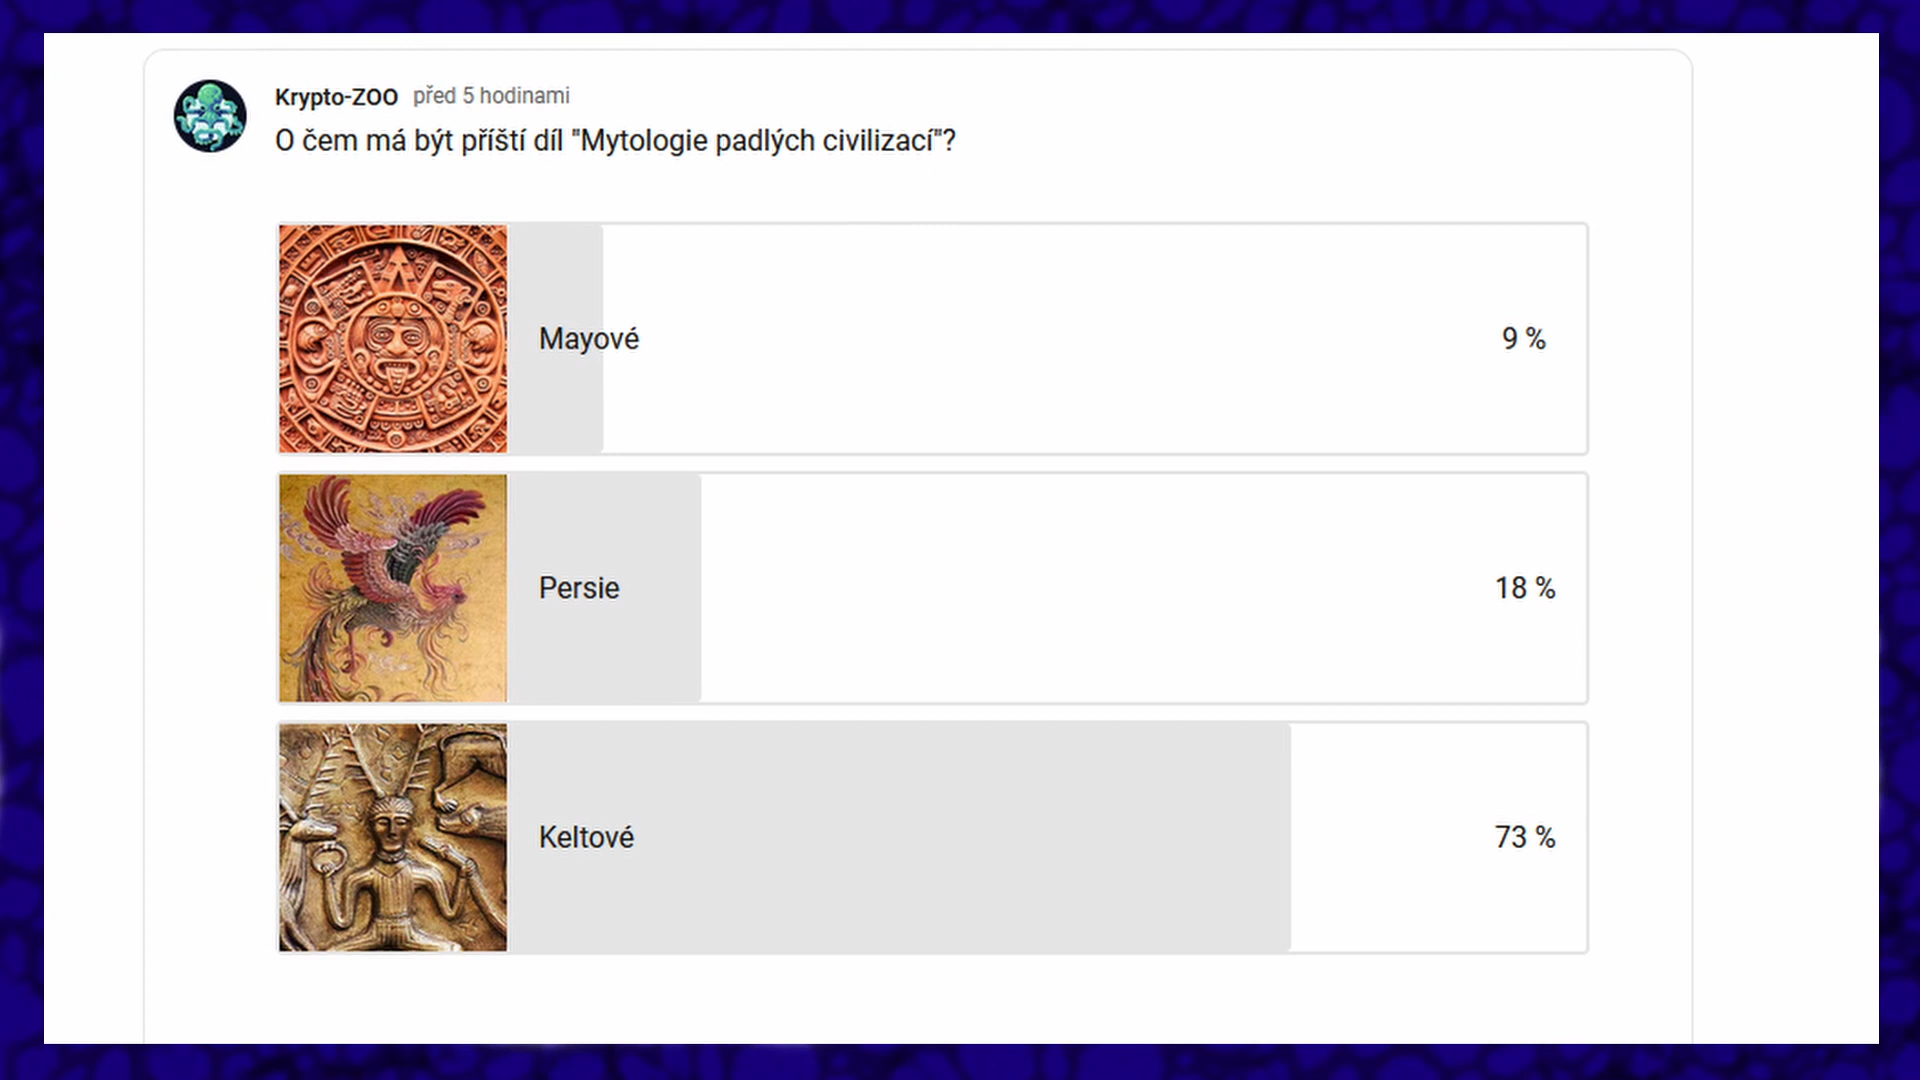 Krypto-ZOO před 5 hodinami
O čem má být příští díl "Mytologie padlých civilizací"?
Mayové 9 %
Persie 18 %
Keltové 73 %